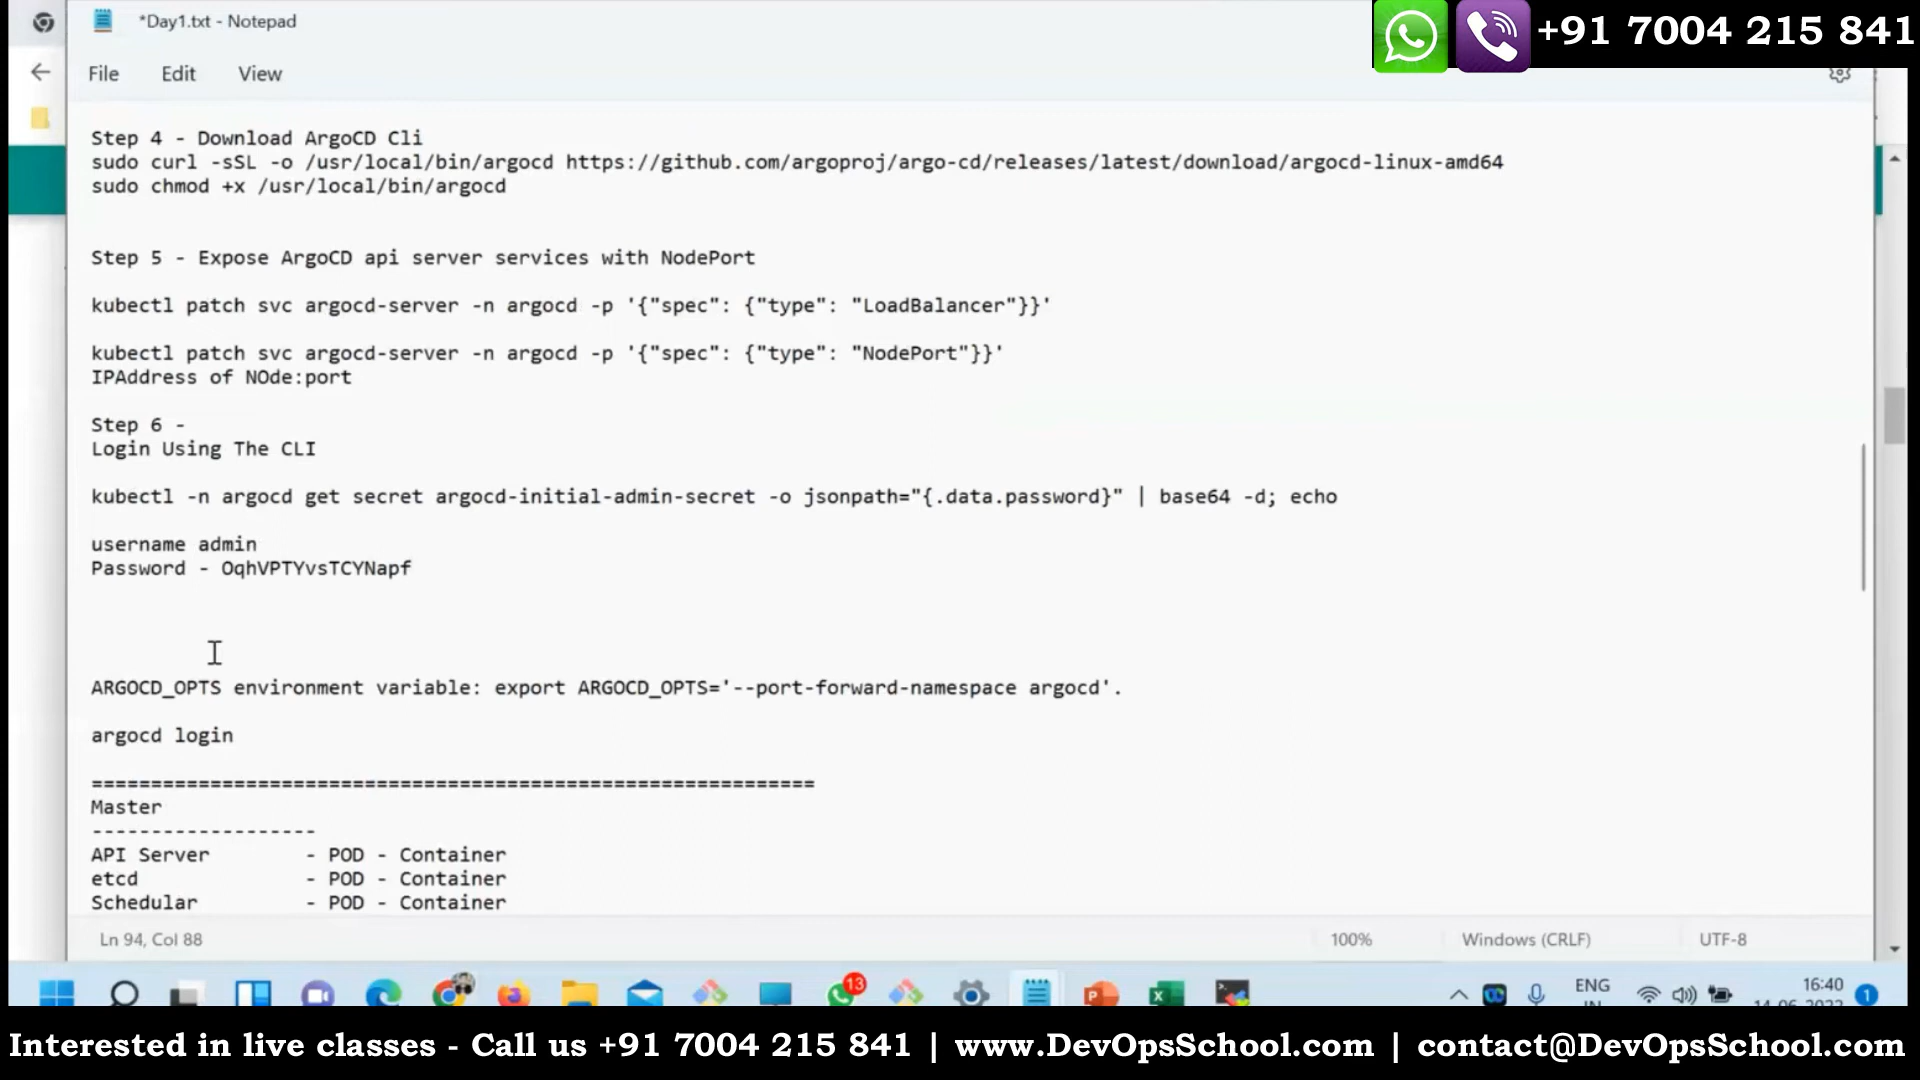 *Day1.txt - Notepad
+91 7004 215 841
File Edit View
Step 4 - Download ArgoCD Cli
sudo curl -sSL -o /usr/local/bin/argocd https://github.com/argoproj/argo-cd/releases/latest/download/argocd-linux-amd64
sudo chmod +x /usr/local/bin/argocd
Step 5 - Expose ArgoCD api server services with NodePort
kubectl patch svc argocd-server -n argocd -p '{"spec": {"type": "LoadBalancer"}}'
kubectl patch svc argocd-server -n argocd -p '{"spec": {"type": "NodePort"}}'
IPAddress of NOde:port
Step 6 -
Login Using The CLI
kubectl -n argocd get secret argocd-initial-admin-secret -o jsonpath="{.data.password}" | base64 -d; echo
username admin
Password - OqhVPTYvsTCYNapf
ARGOCD_OPTS environment variable: export ARGOCD_OPTS='--port-forward-namespace argocd'.
argocd login
=============================================================
Master
-------------------
API Server - POD - Container
etcd - POD - Container
Schedular - POD - Container
Ln 94, Col 88 100% Windows (CRLF) UTF-8
13
ENG
IN
16:40
14-06-2022
1
Interested in live classes - Call us +91 7004 215 841 | www.DevOpsSchool.com | contact@DevOpsSchool.com